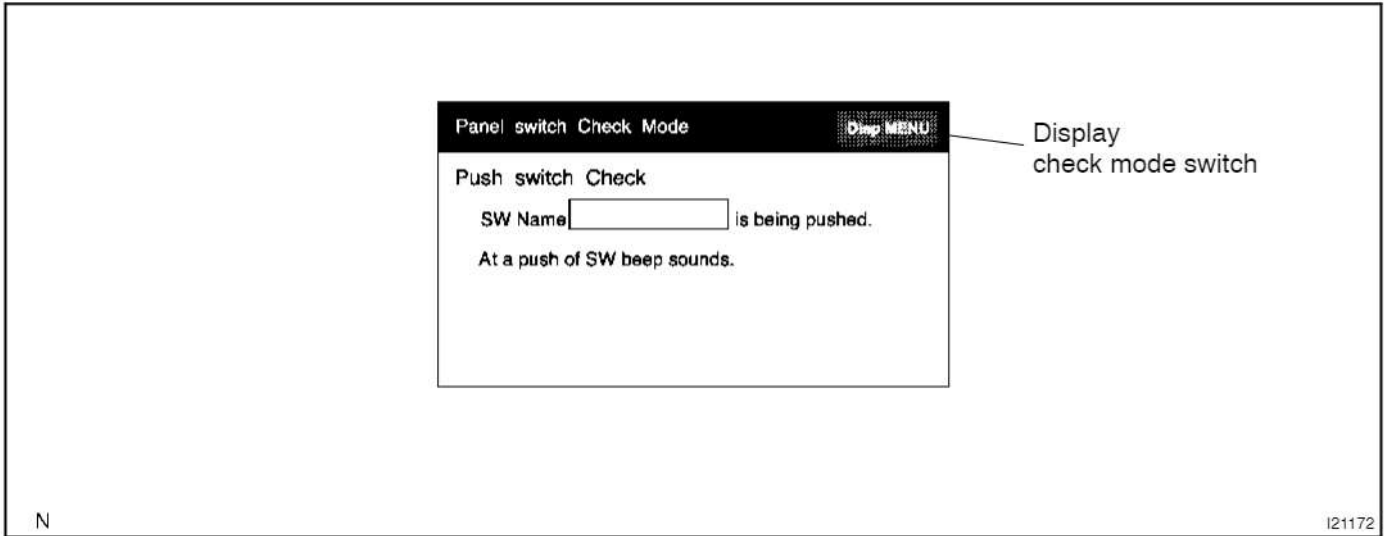 Panel switch Check Mode
Disp MENU
Display
check mode switch
Push switch Check
SW Name is being pushed.
At a push of SW beep sounds.
N
I21172